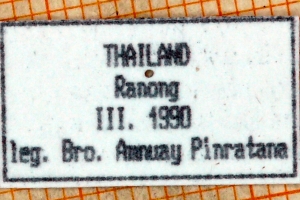 THAILAND
Ranong
III. 1990
leg. Bro. Amnuay Pinratana